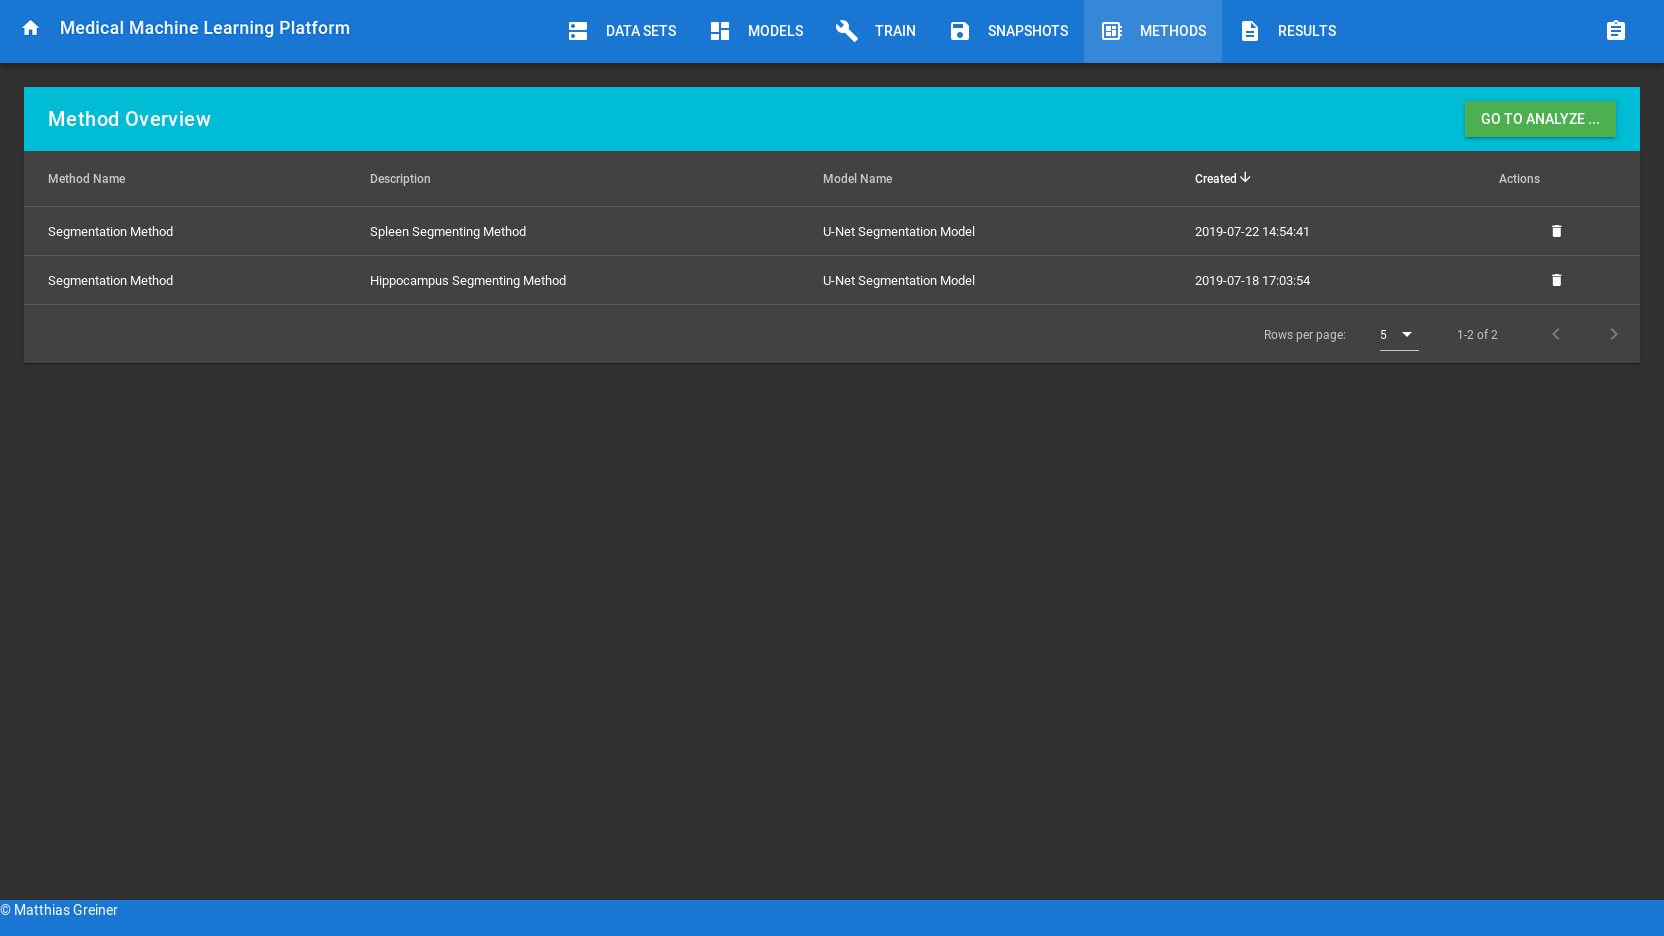 Medical Machine Learning Platform DATA SETS MODELS TRAIN SNAPSHOTS METHODS RESULTS
Method Overview GO TO ANALYZE ...
Method Name Description Model Name Created Actions
Segmentation Method Spleen Segmenting Method U-Net Segmentation Model 2019-07-22 14:54:41
Segmentation Method Hippocampus Segmenting Method U-Net Segmentation Model 2019-07-18 17:03:54
Rows per page: 5 1-2 of 2
© Matthias Greiner